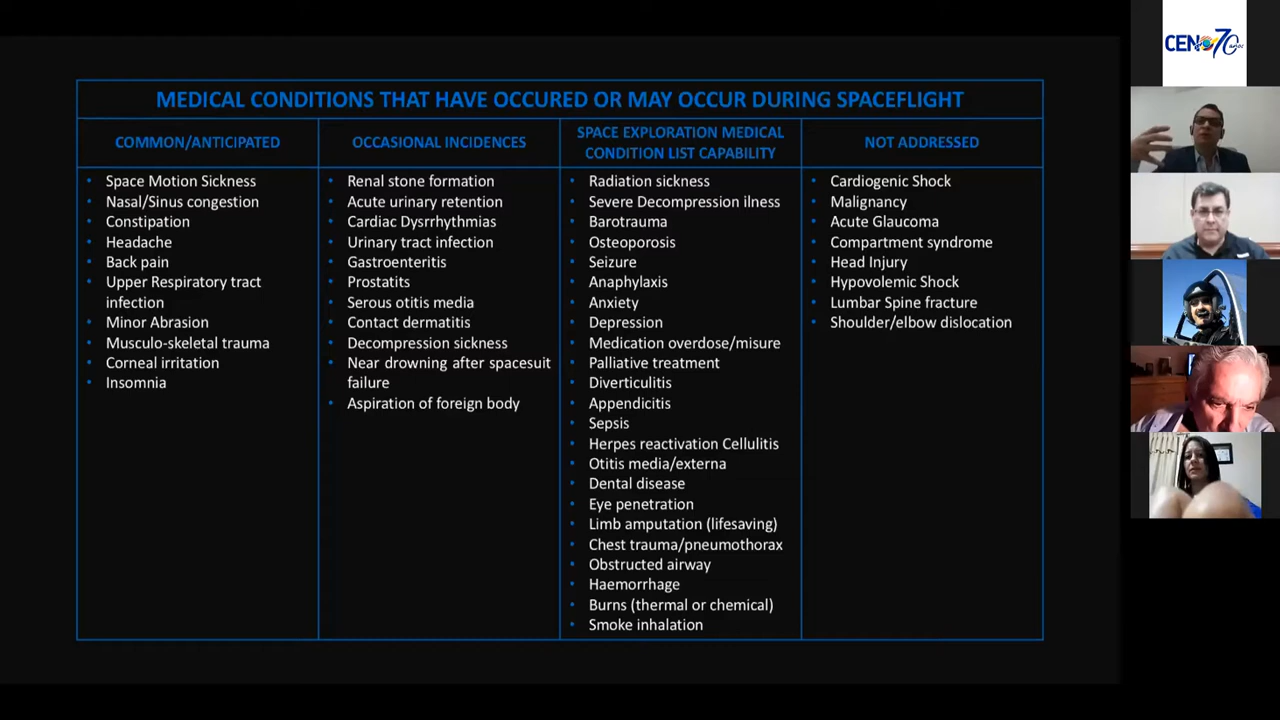 MEDICAL CONDITIONS THAT HAVE OCCURED OR MAY OCCUR DURING SPACEFLIGHT
COMMON/ANTICIPATED
Space Motion Sickness
Nasal/Sinus congestion
Constipation
Headache
Back pain
Upper Respiratory tract
infection
Minor Abrasion
Musculo-skeletal trauma
Corneal irritation
Insomnia
OCCASIONAL INCIDENCES
Renal stone formation
Acute urinary retention
Cardiac Dysrrhythmias
Urinary tract infection
Gastroenteritis
Prostatits
Serous otitis media
Contact dermatitis
Decompression sickness
Near drowning after spacesuit
failure
Aspiration of foreign body
SPACE EXPLORATION MEDICAL
CONDITION LIST CAPABILITY
Radiation sickness
Severe Decompression ilness
Barotrauma
Osteoporosis
Seizure
Anaphylaxis
Anxiety
Depression
Medication overdose/misure
Palliative treatment
Diverticulitis
Appendicitis
Sepsis
Herpes reactivation Cellulitis
Otitis media/externa
Dental disease
Eye penetration
Limb amputation (lifesaving)
Chest trauma/pneumothorax
Obstructed airway
Haemorrhage
Burns (thermal or chemical)
Smoke inhalation
NOT ADDRESSED
Cardiogenic Shock
Malignancy
Acute Glaucoma
Compartment syndrome
Head Injury
Hypovolemic Shock
Lumbar Spine fracture
Shoulder/elbow dislocation
CEN 70 años